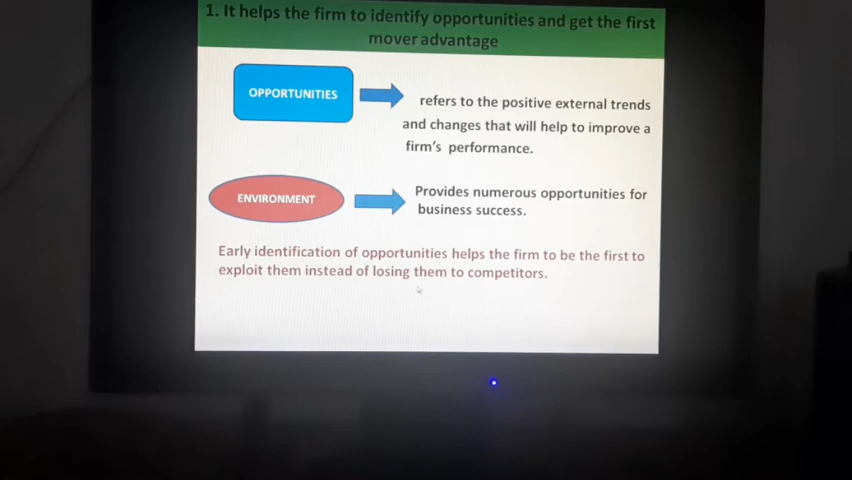 1. It helps the firm to identify opportunities and get the first
mover advantage
OPPORTUNITIES
refers to the positive external trends
and changes that will help to improve a
firm's performance.
ENVIRONMENT
Provides numerous opportunities for
business success.
Early identification of opportunities helps the firm to be the first to
exploit them instead of losing them to competitors.